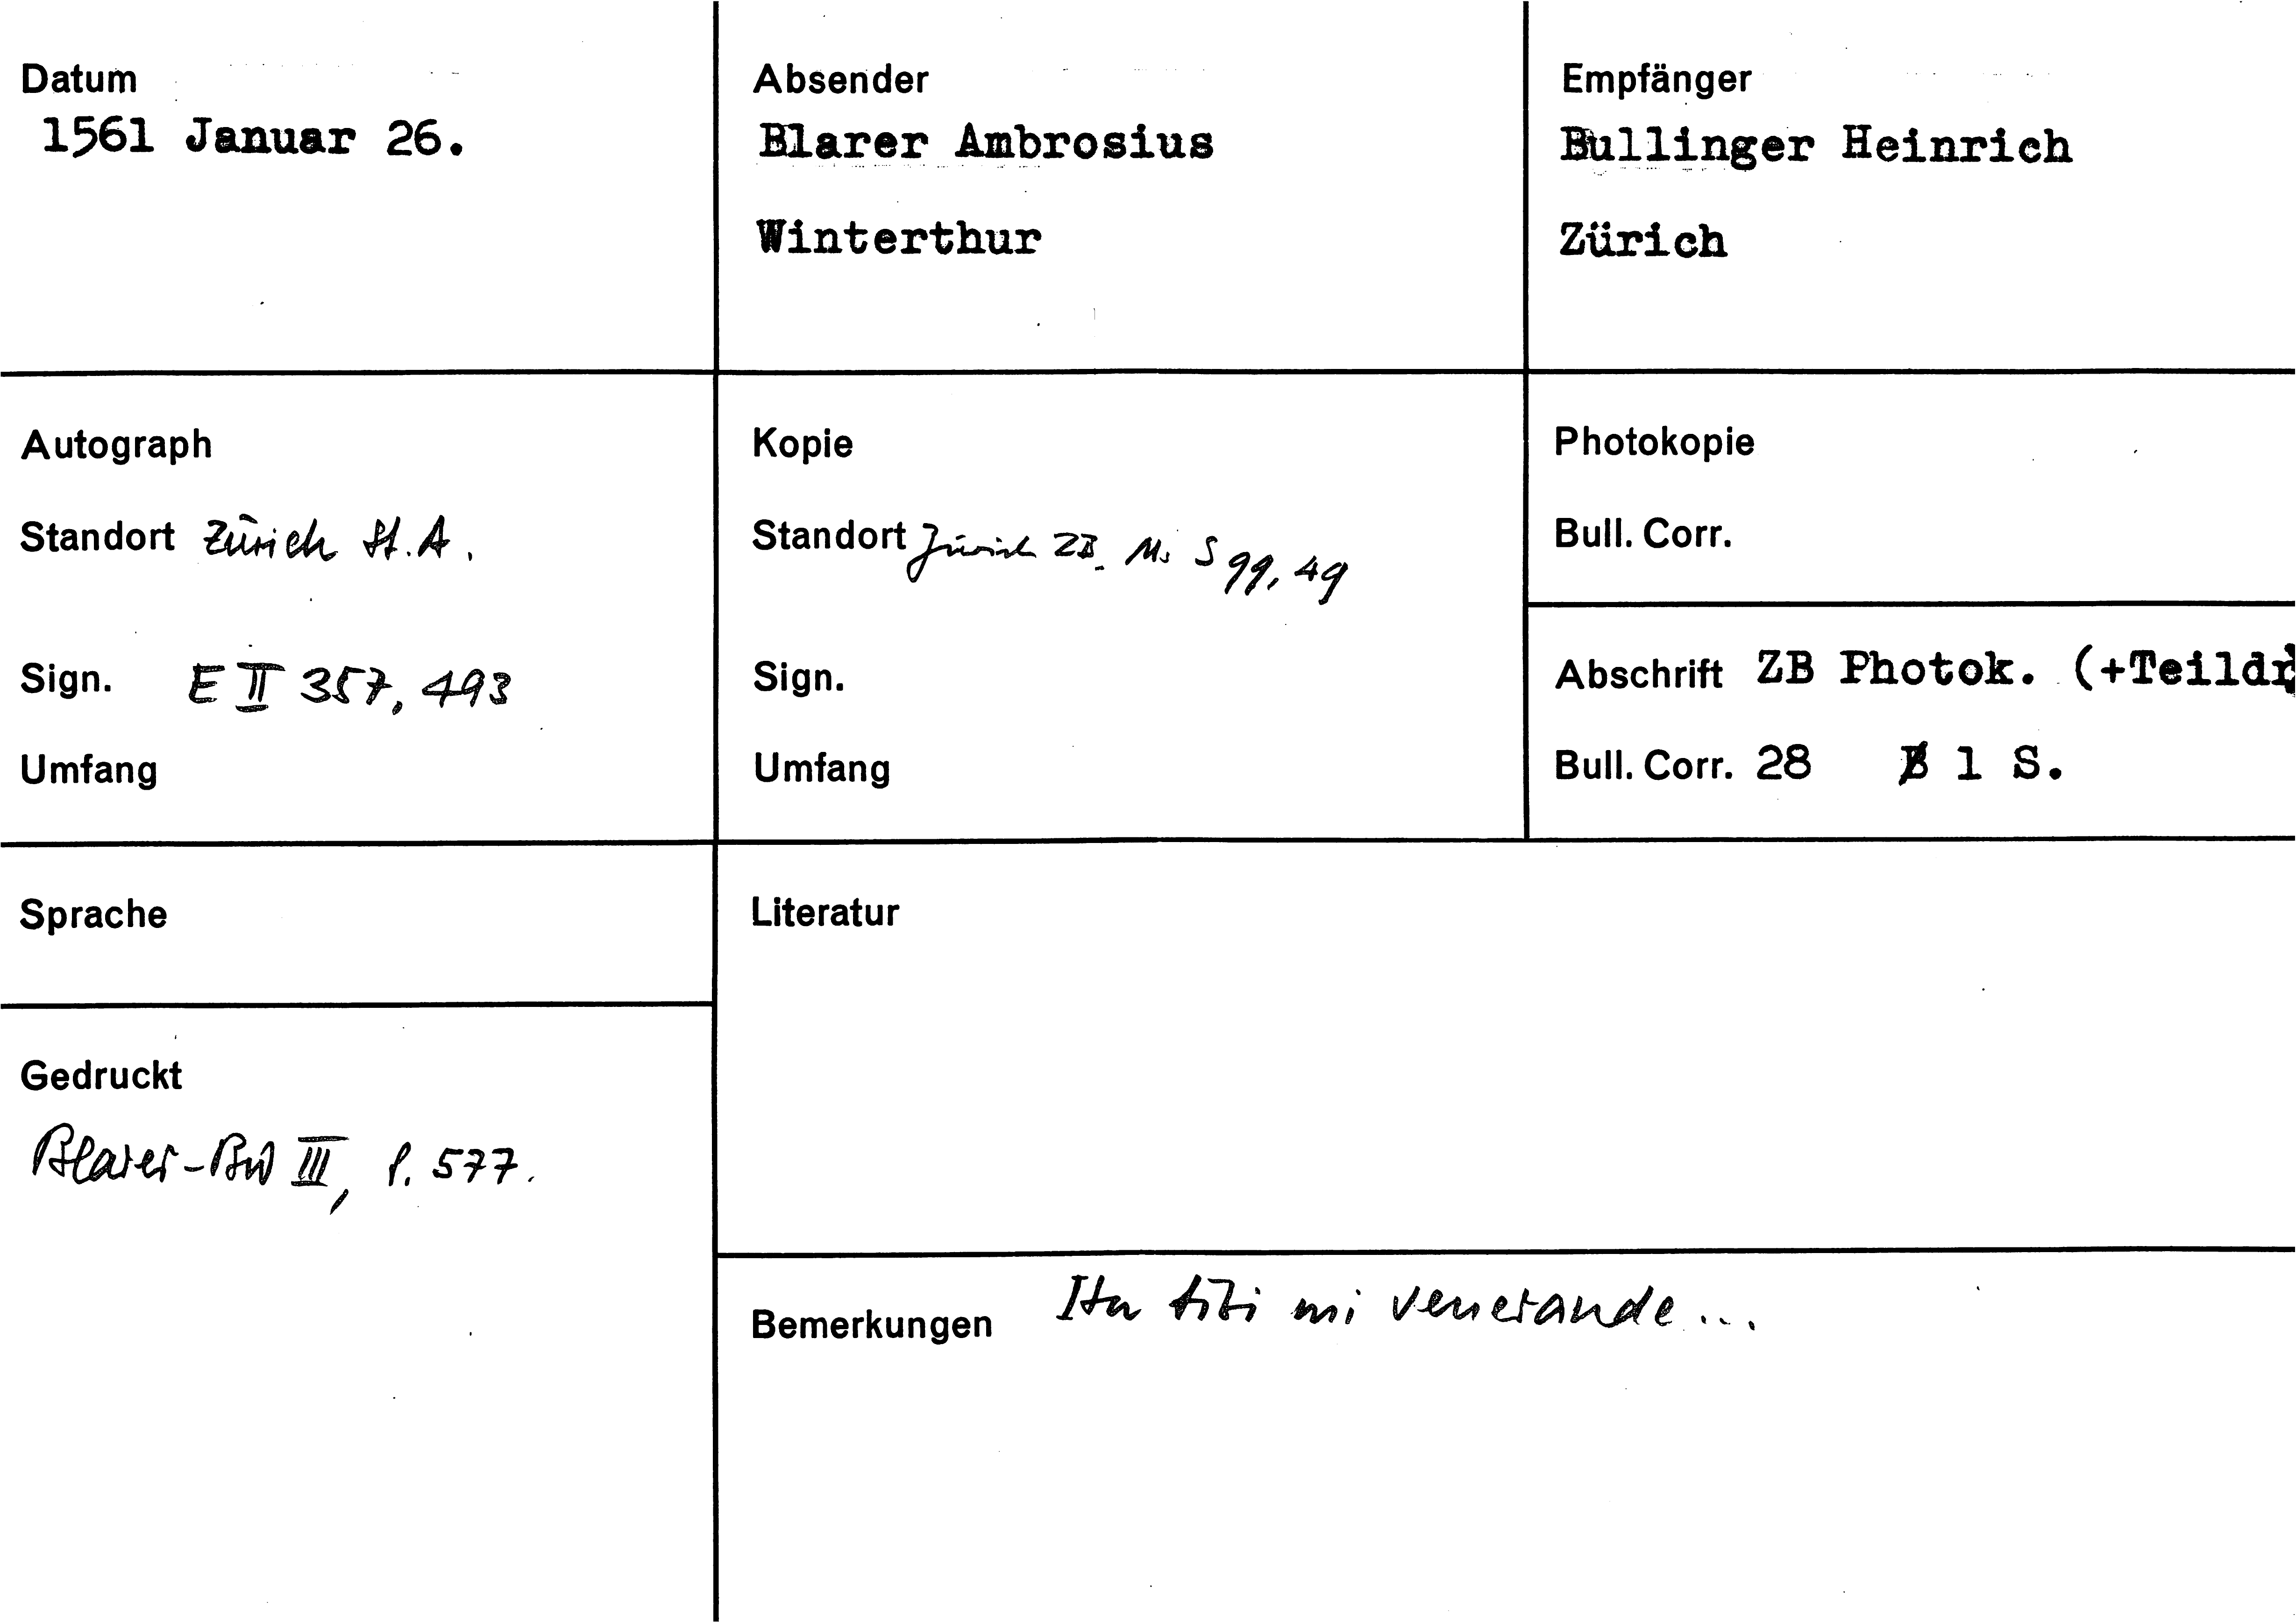 Datum
1561 Januar 26.
Absender
Blarer Ambrosius
Winterthur
Empfänger
Bullinger Heinrich
Zürich
Autograph
Standort Zürich St. A.
Sign. E II 357, 493
Umfang
Kopie
Standort Zürich ZB Ms S 99, 49
Sign.
Umfang
Photokopie
Bull. Corr.
Abschrift ZB Photok. (+Teildr
Bull. Corr. 28 1 S.
Sprache
Literatur
Gedruckt
Blarer-Bw III, S. 577.
Bemerkungen Ita tibi mi venerande...